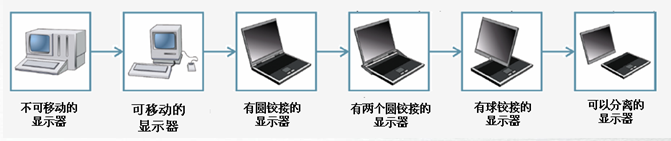 不可移动的
显示器
可移动的
显示器
有圆铰接的
显示器
有两个圆铰接的
显示器
有球铰接的
显示器
可以分离的
显示器